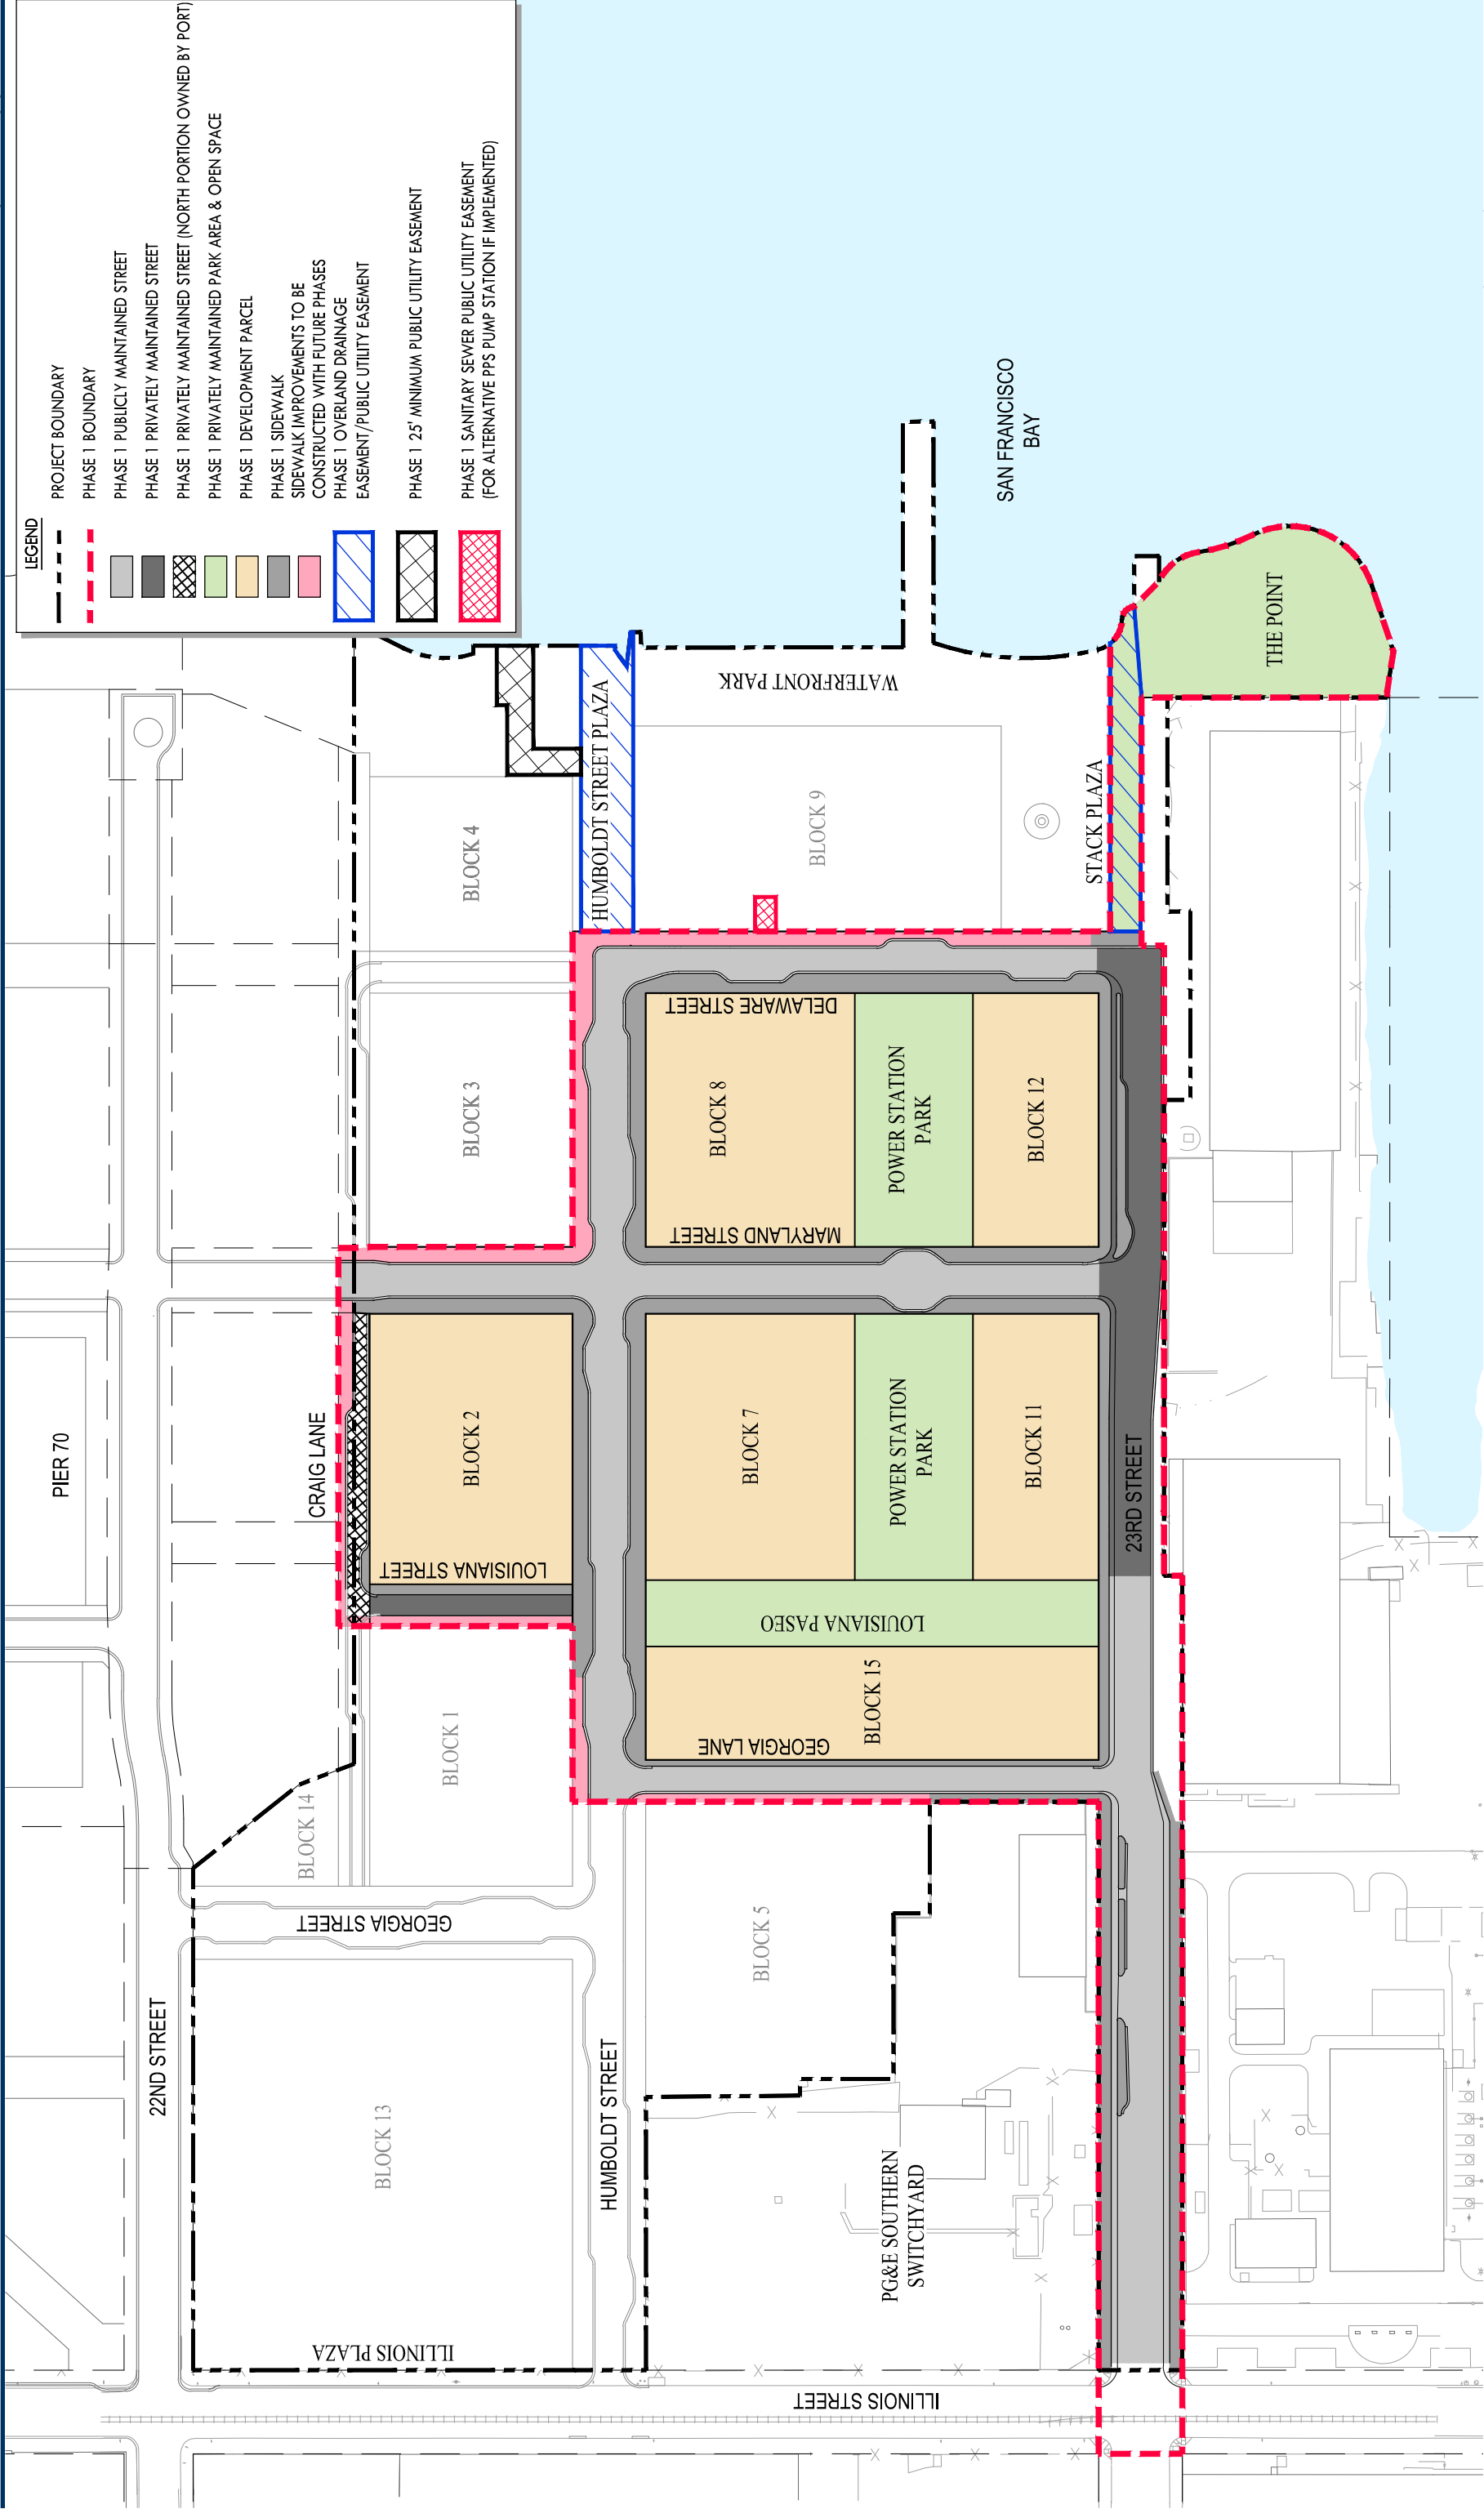 LEGEND
PROJECT BOUNDARY
PHASE 1 BOUNDARY
PHASE 1 PUBLICLY MAINTAINED STREET
PHASE 1 PRIVATELY MAINTAINED STREET
PHASE 1 PRIVATELY MAINTAINED STREET (NORTH PORTION OWNED BY PORT)
PHASE 1 PRIVATELY MAINTAINED PARK AREA & OPEN SPACE
PHASE 1 DEVELOPMENT PARCEL
PHASE 1 SIDEWALK
SIDEWALK IMPROVEMENTS TO BE
CONSTRUCTED WITH FUTURE PHASES
PHASE 1 OVERLAND DRAINAGE
EASEMENT/PUBLIC UTILITY EASEMENT
PHASE 1 25' MINIMUM PUBLIC UTILITY EASEMENT
PHASE 1 SANITARY SEWER PUBLIC UTILITY EASEMENT
(FOR ALTERNATIVE PPS PUMP STATION IF IMPLEMENTED)
PIER 70
22ND STREET
CRAIG LANE
BLOCK 13
ILLINOIS PLAZA
GEORGIA STREET
BLOCK 14
BLOCK 1
LOUISIANA STREET
BLOCK 2
BLOCK 3
BLOCK 4
HUMBOLDT STREET
HUMBOLDT STREET PLAZA
ILLINOIS STREET
PG&E SOUTHERN
SWITCHYARD
BLOCK 5
GEORGIA LANE
BLOCK 15
LOUISIANA PASEO
BLOCK 7
POWER STATION
PARK
BLOCK 11
MARYLAND STREET
BLOCK 8
POWER STATION
PARK
BLOCK 12
DELAWARE STREET
BLOCK 9
WATERFRONT PARK
STACK PLAZA
23RD STREET
THE POINT
SAN FRANCISCO
BAY